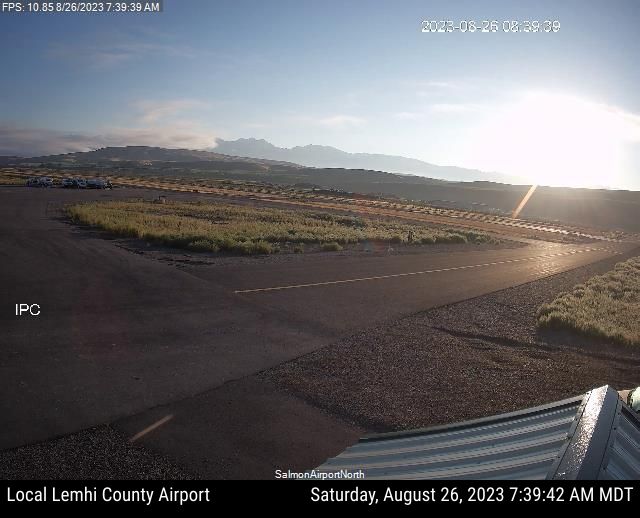 FPS: 10.85 8/26/2023 7:39:39 AM
2023-08-26 08:39:39
IPC
SalmonAirportNorth
Local Lemhi County Airport
Saturday, August 26, 2023 7:39:42 AM MDT